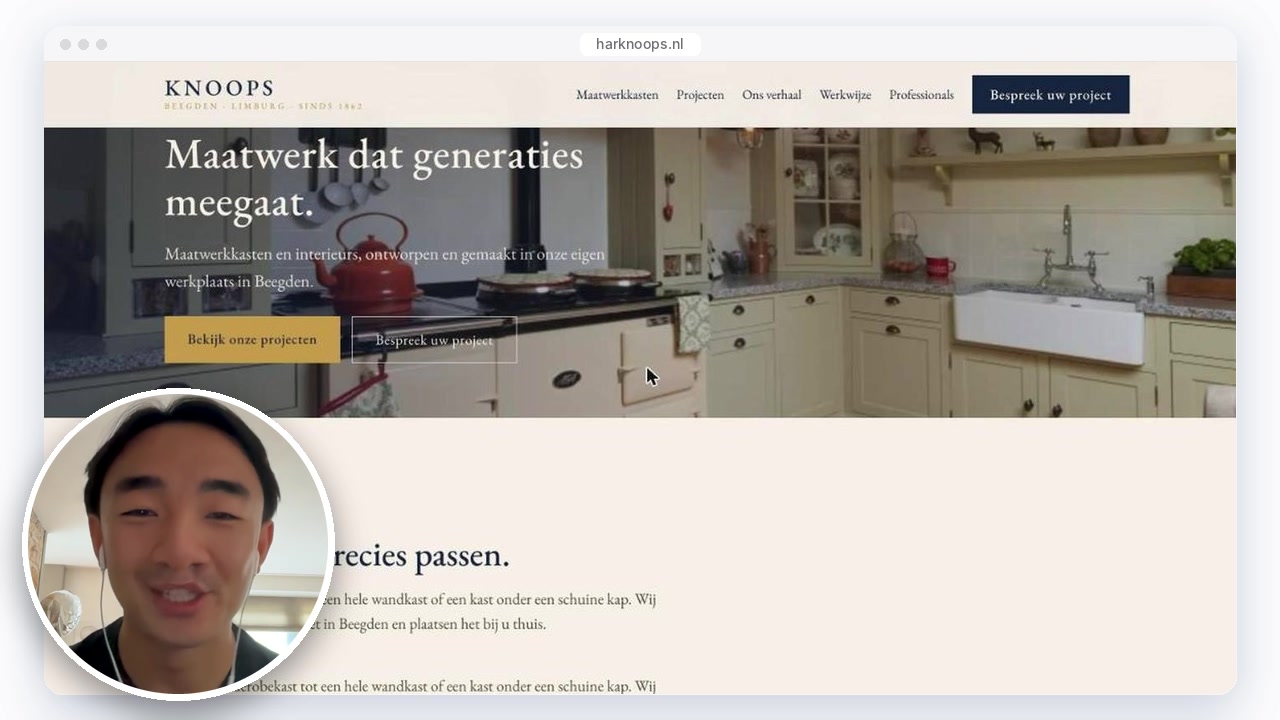 harknoops.nl
KNOOPS
BEEGDEN · LIMBURG · SINDS 1862
Maatwerkkasten Projecten Ons verhaal Werkwijze Professionals Bespreek uw project
Maatwerk dat generaties
meegaat.
Maatwerkkasten en interieurs, ontworpen en gemaakt in onze eigen
werkplaats in Beegden.
Bekijk onze projecten Bespreek uw project
passen.
een hele wandkast of een kast onder een schuine kap. Wij
in Beegden en plaatsen het bij u thuis.
tot een hele wandkast of een kast onder een schuine kap. Wij